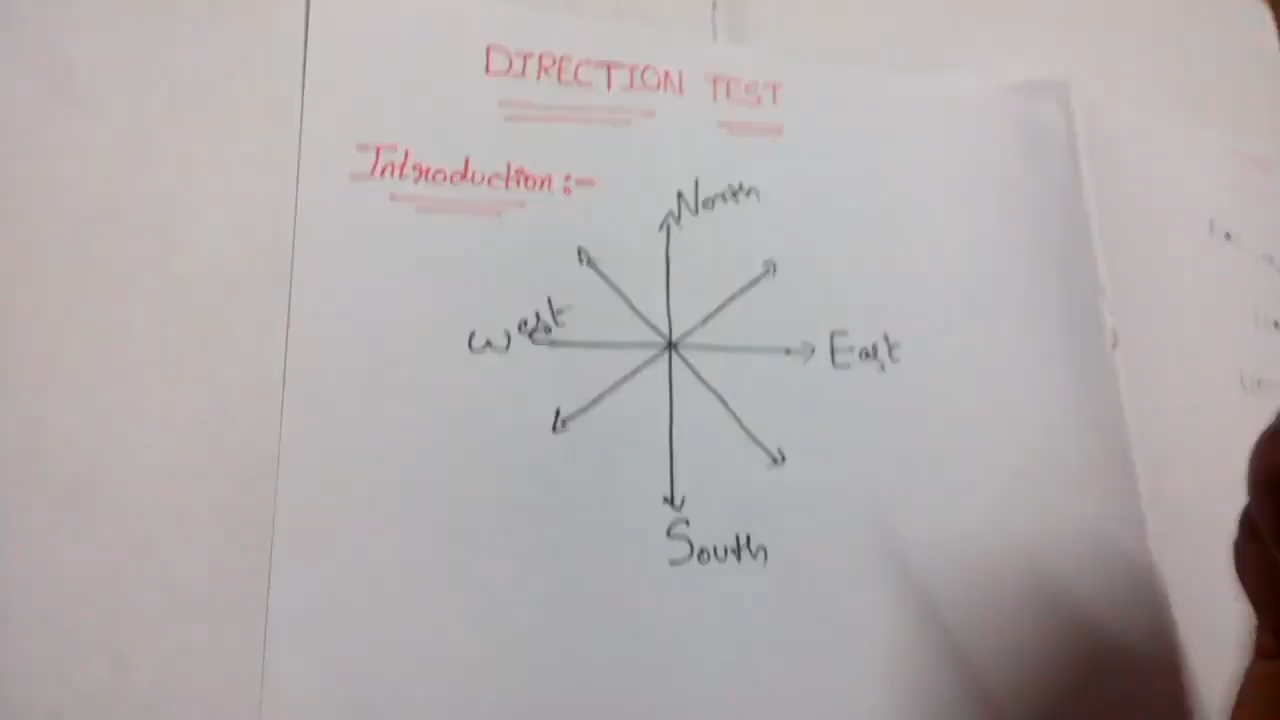 DIRECTION TEST
Introduction:-
North
West
East
South